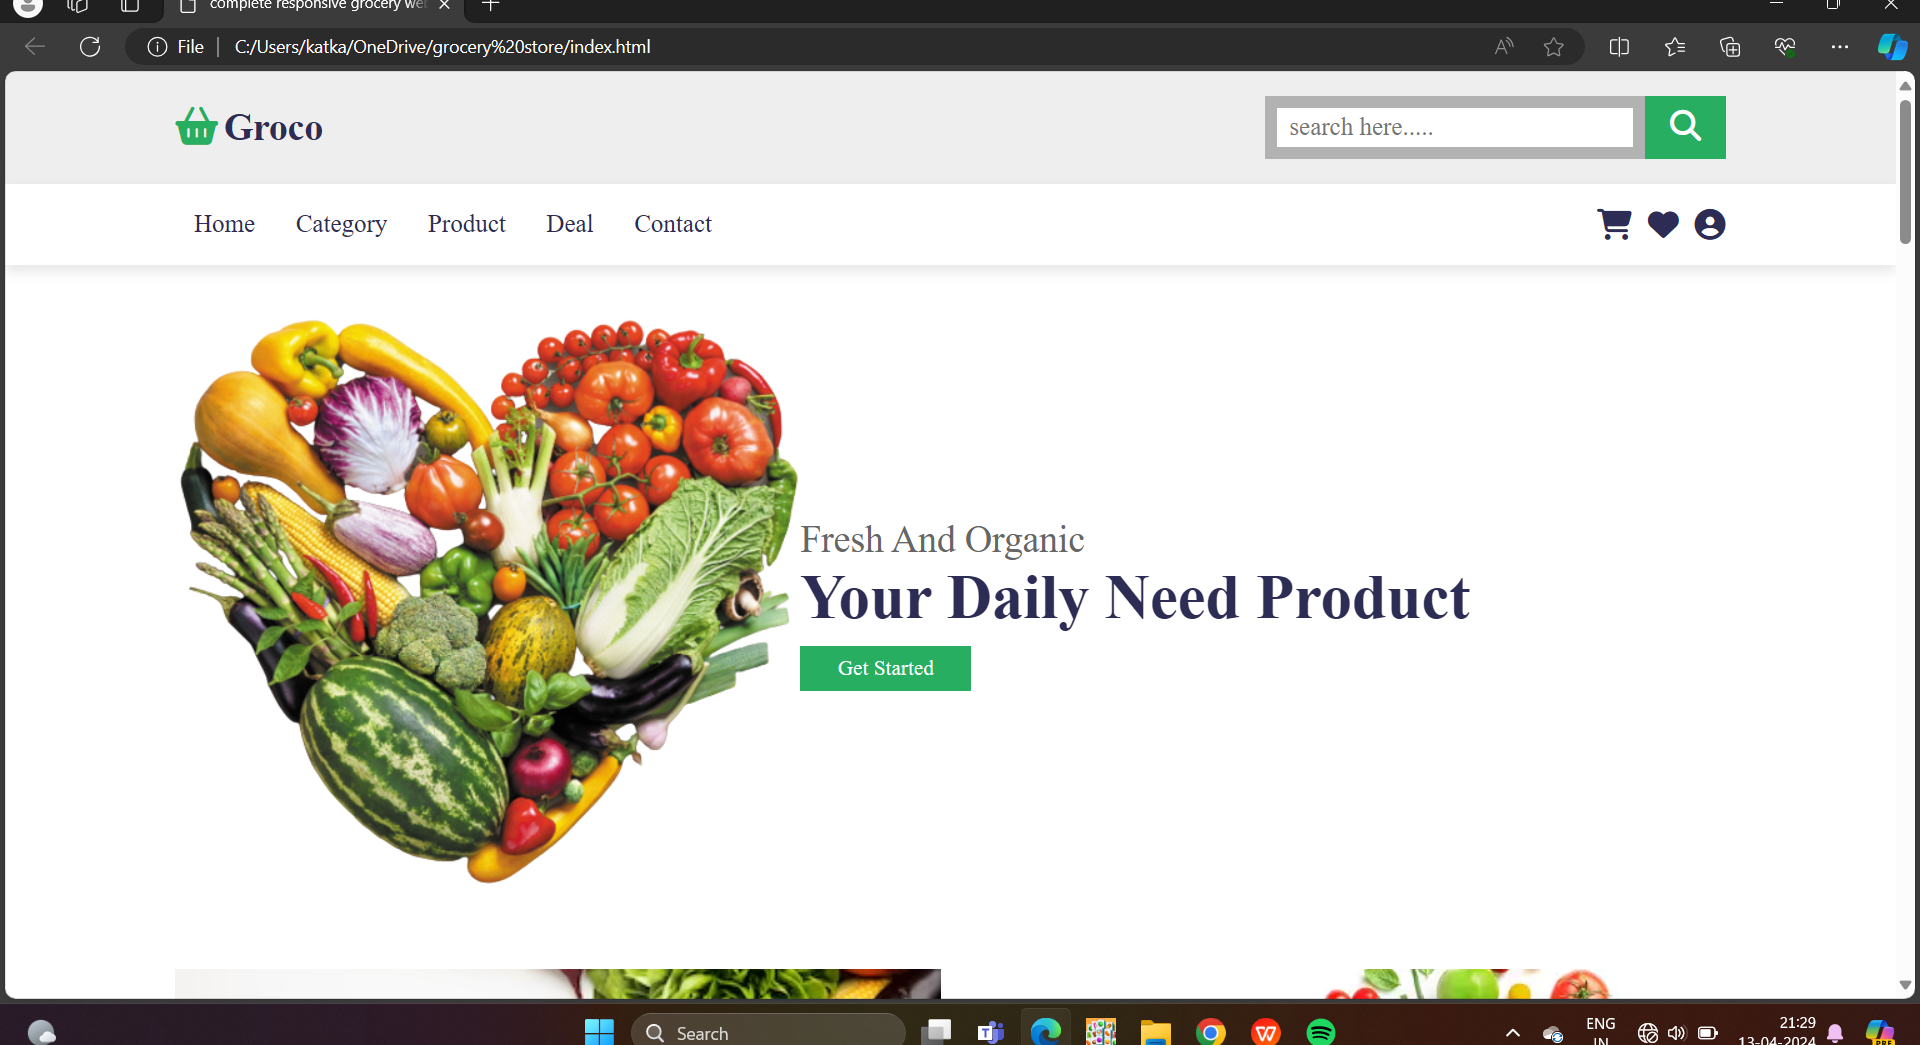 complete responsive grocery we
File
C:/Users/katka/OneDrive/grocery%20store/index.html
Groco
search here.....
Home
Category
Product
Deal
Contact
Fresh And Organic
Your Daily Need Product
Get Started
Search
ENG
IN
21:29
13-04-2024
PRE